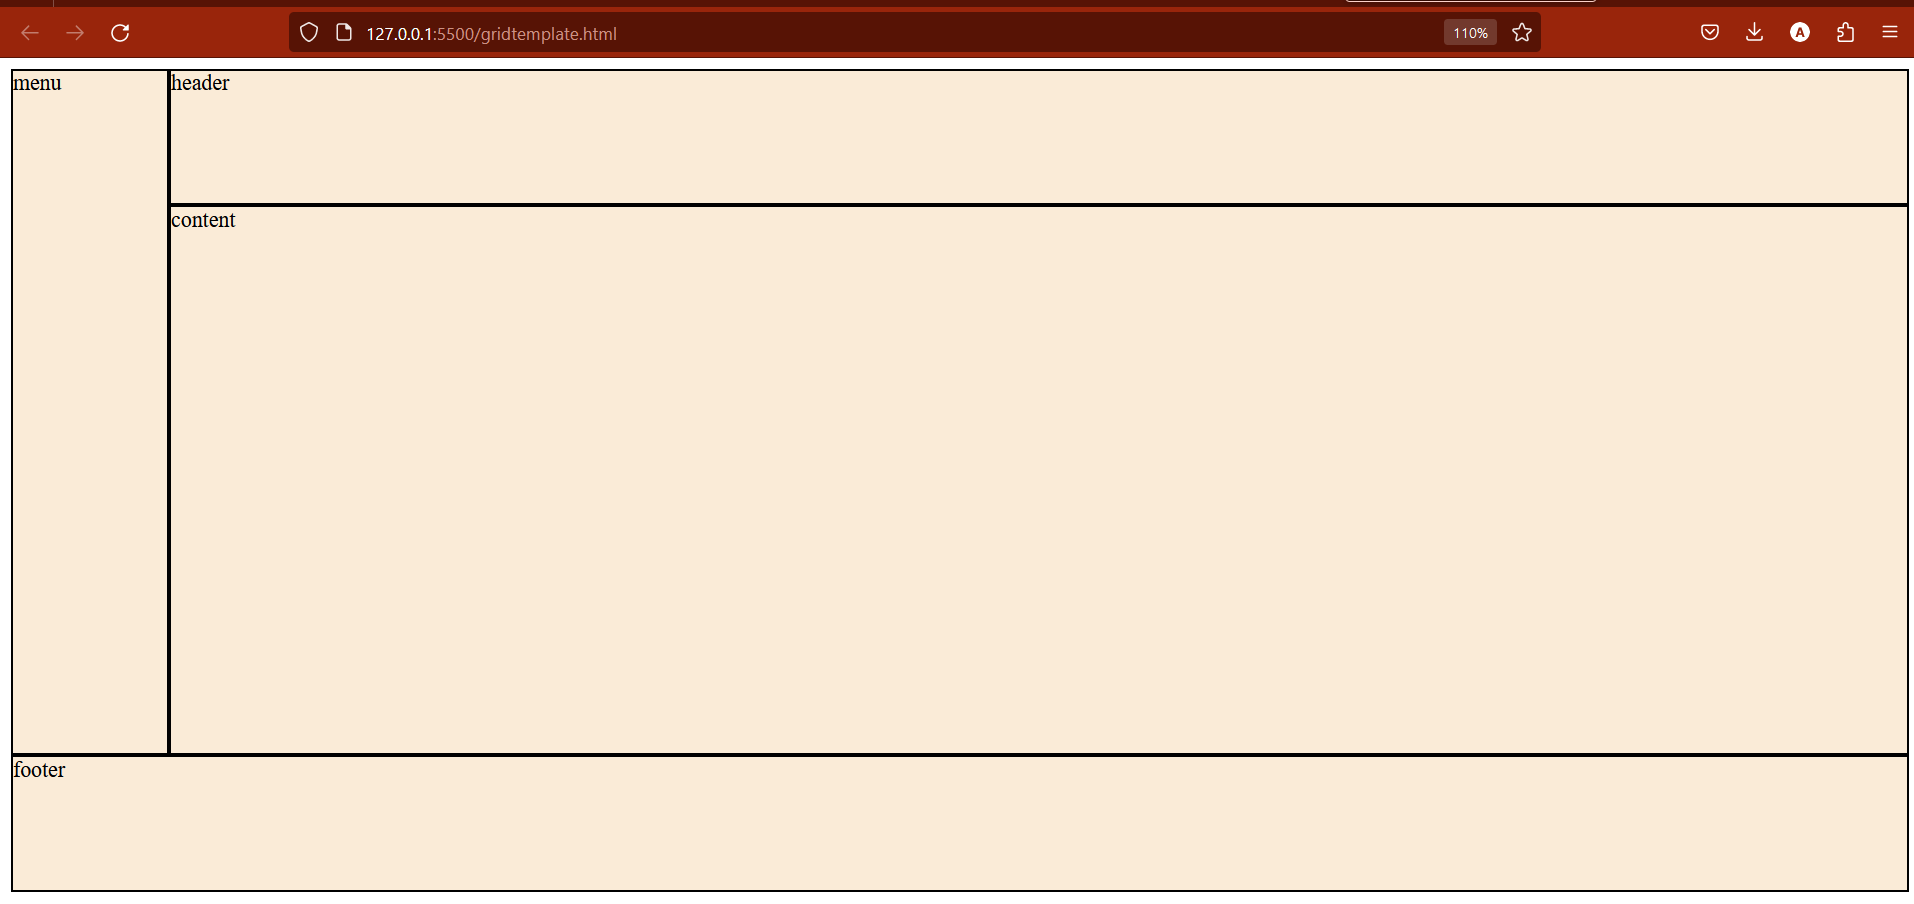 127.0.0.1:5500/gridtemplate.html 110% A
menu header
content
footer